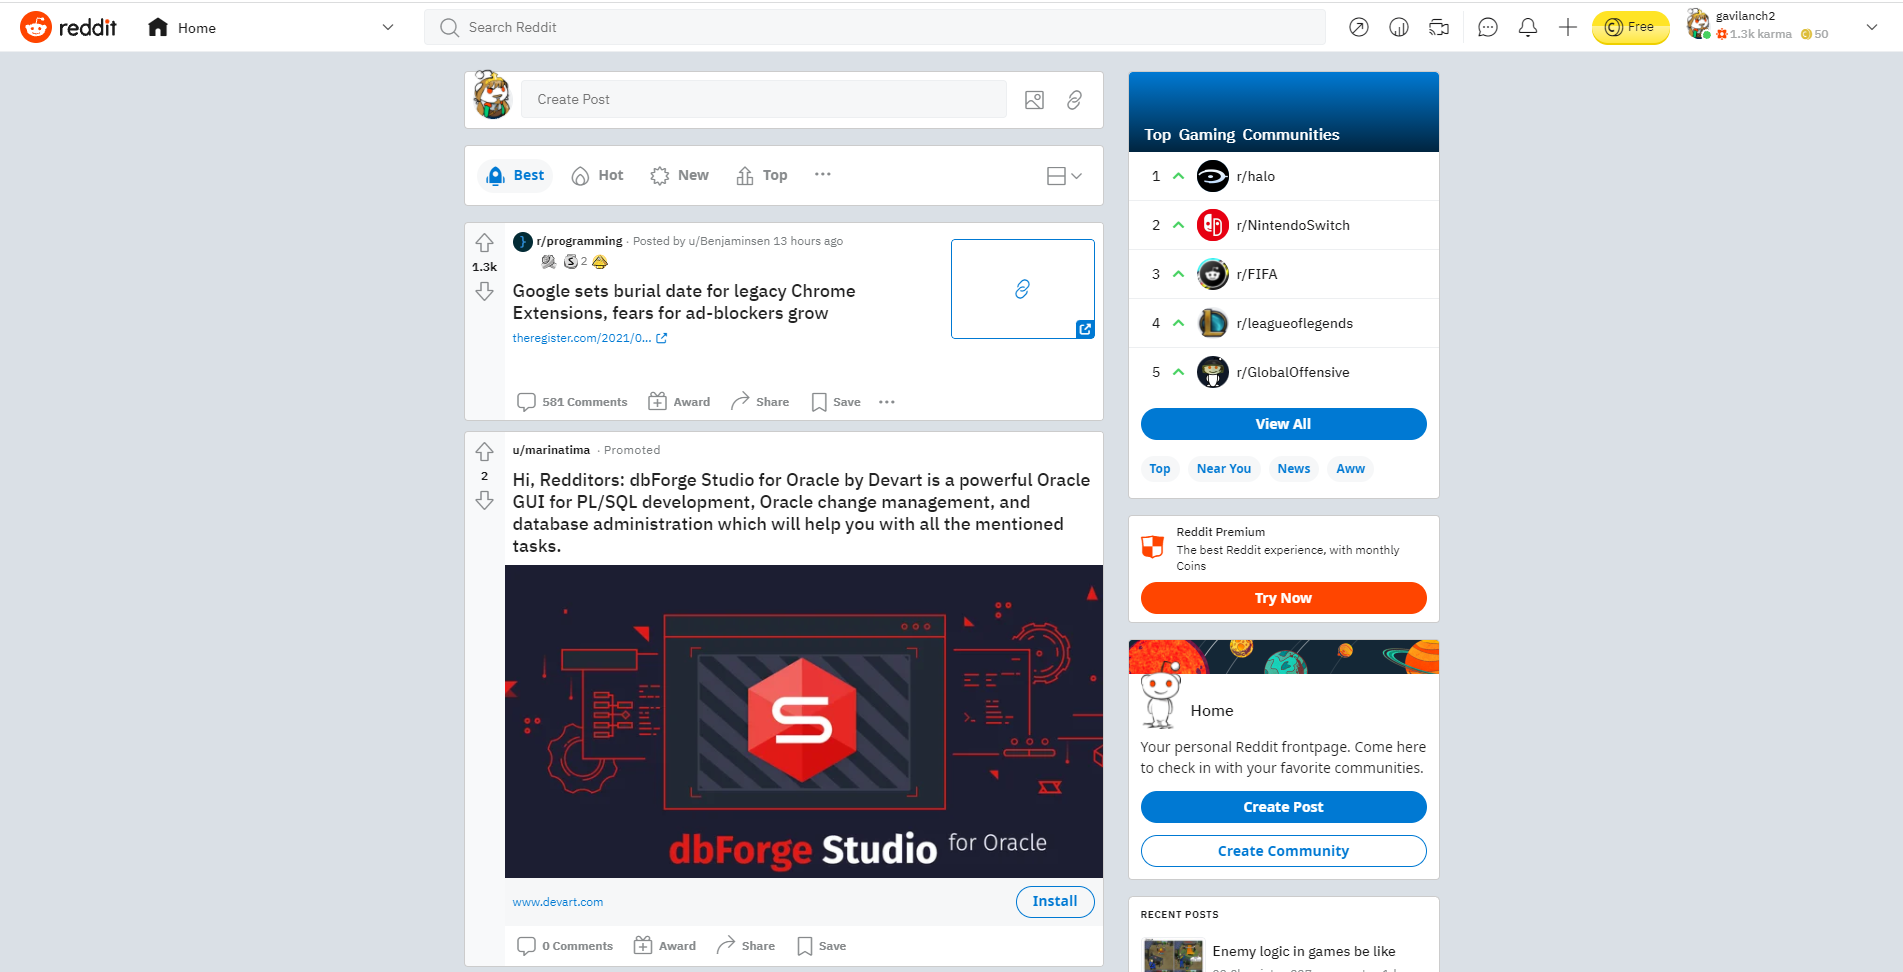 reddit
Home
Search Reddit
Free
gavilanch2
1.3k karma 50
Create Post
Best Hot New Top
r/programming · Posted by u/Benjaminsen 13 hours ago
S 2
1.3k
Google sets burial date for legacy Chrome
Extensions, fears for ad-blockers grow
theregister.com/2021/0...
581 Comments Award Share Save
u/marinatima · Promoted
2
Hi, Redditors: dbForge Studio for Oracle by Devart is a powerful Oracle
GUI for PL/SQL development, Oracle change management, and
database administration which will help you with all the mentioned
tasks.
S
dbForge Studio for Oracle
www.devart.com
Install
0 Comments Award Share Save
Top Gaming Communities
1 r/halo
2 r/NintendoSwitch
3 r/FIFA
4 r/leagueoflegends
5 r/GlobalOffensive
View All
Top Near You News Aww
Reddit Premium
The best Reddit experience, with monthly
Coins
Try Now
Home
Your personal Reddit frontpage. Come here
to check in with your favorite communities.
Create Post
Create Community
RECENT POSTS
Enemy logic in games be like